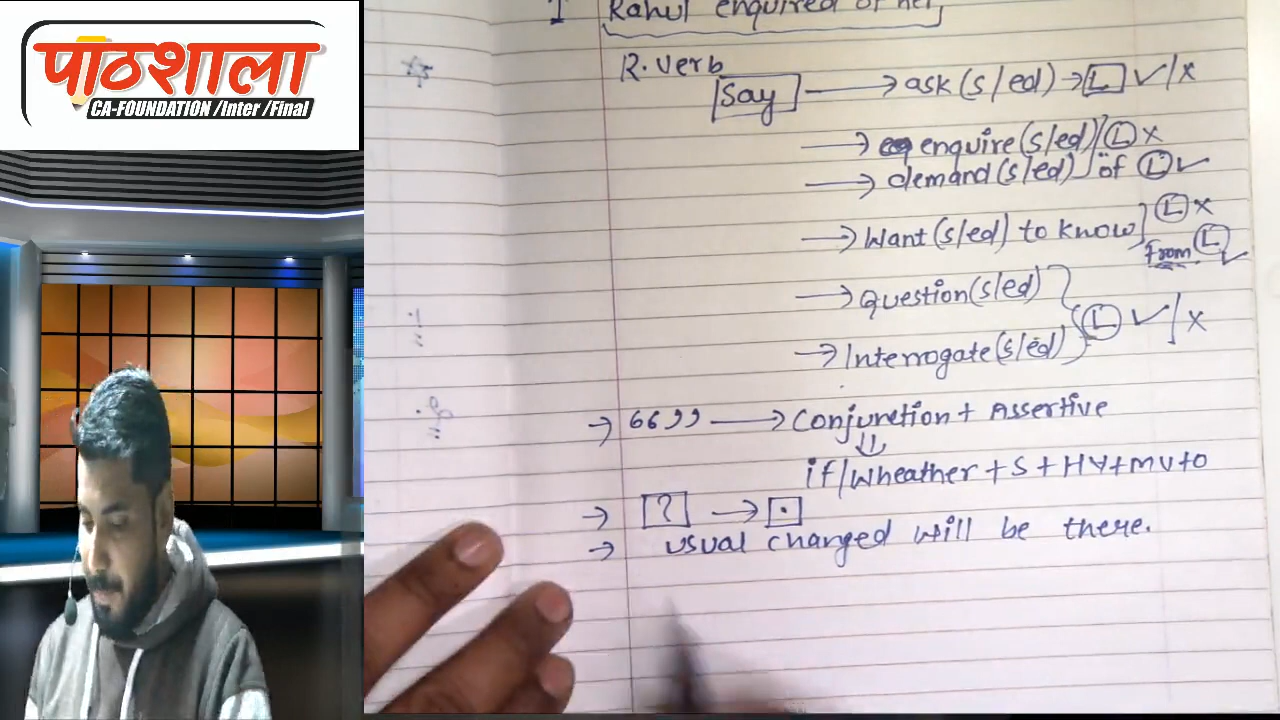 पाठशाला
CA-FOUNDATION /Inter /Final
I Rahul enquired of her
R. verb
Say → ask (s/ed) → L ✓/x
→ enquire (s/ed) L x
→ demand (s/ed) of L ✓
→ Want (s/ed) to know L x
From L ✓
→ Question (s/ed)
L ✓/x
→ Interrogate (s/ed)
→ 66 ,, → Conjunction + Assertive
⇓
if/Wheather + S + HV + MV + O
→ ? → .
→ usual changed will be there.